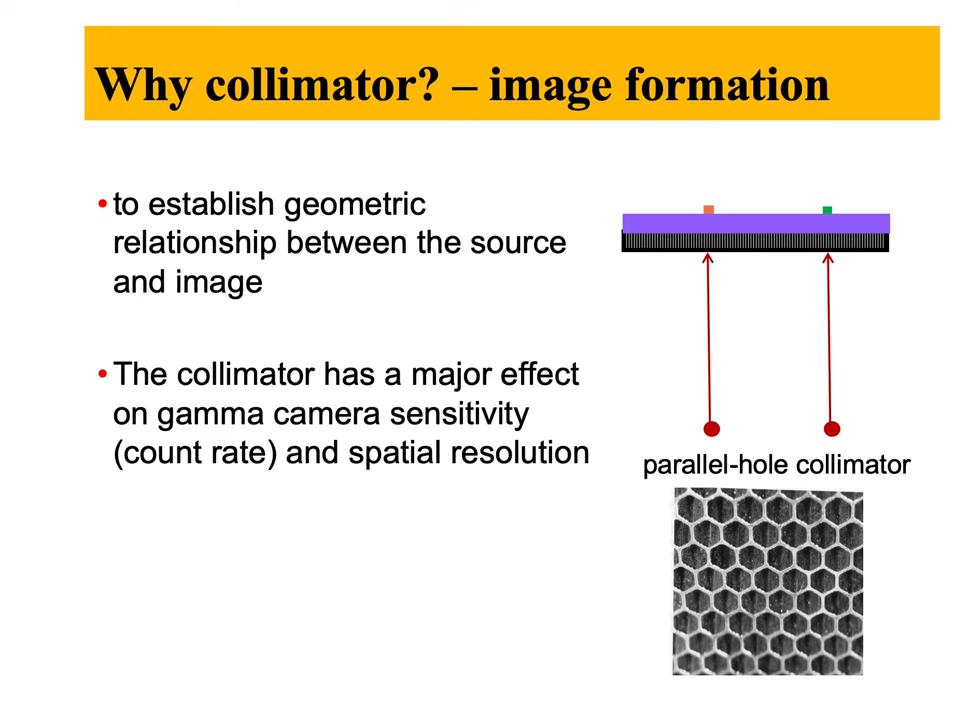 Why collimator? – image formation
• to establish geometric
relationship between the source
and image
• The collimator has a major effect
on gamma camera sensitivity
(count rate) and spatial resolution
parallel-hole collimator